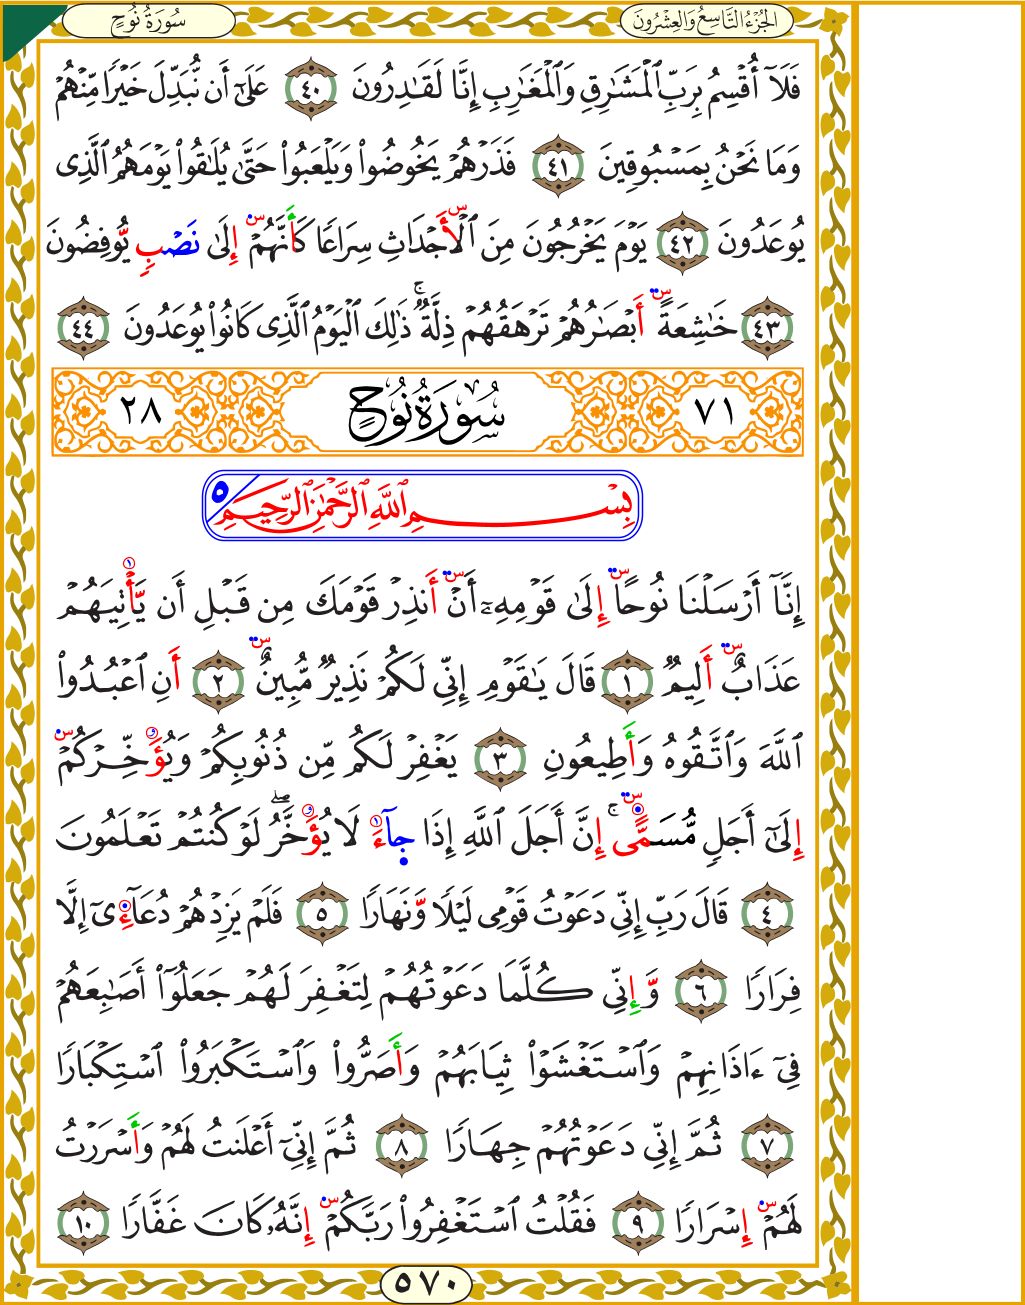 سُورَةُ نُوحٍ الجُزْءُ التَّاسِعُ وَالعِشْرُونَ
فَلَآ أُقْسِمُ بِرَبِّ ٱلْمَشَٰرِقِ وَٱلْمَغَٰرِبِ إِنَّا لَقَٰدِرُونَ ٤٠ عَلَىٰٓ أَن نُّبَدِّلَ خَيْرًا مِّنْهُمْ
وَمَا نَحْنُ بِمَسْبُوقِينَ ٤١ فَذَرْهُمْ يَخُوضُوا۟ وَيَلْعَبُوا۟ حَتَّىٰ يُلَٰقُوا۟ يَوْمَهُمُ ٱلَّذِى
يُوعَدُونَ ٤٢ يَوْمَ يَخْرُجُونَ مِنَ ٱلْأَجْدَاثِ سِرَاعًا كَأَنَّهُمْ إِلَىٰ نَصْبٍ يُوفِضُونَ
٤٣ خَٰشِعَةً أَبْصَٰرُهُمْ تَرْهَقُهُمْ ذِلَّةٌ ۚ ذَٰلِكَ ٱلْيَوْمُ ٱلَّذِى كَانُوا۟ يُوعَدُونَ ٤٤
٧١ سُورَةُ نُوحٍ ٢٨
بِسْمِ ٱللَّهِ ٱلرَّحْمَٰنِ ٱلرَّحِيمِ ٥
إِنَّآ أَرْسَلْنَا نُوحًا إِلَىٰ قَوْمِهِۦٓ أَنْ أَنذِرْ قَوْمَكَ مِن قَبْلِ أَن يَأْتِيَهُمْ
عَذَابٌ أَلِيمٌ ١ قَالَ يَٰقَوْمِ إِنِّى لَكُمْ نَذِيرٌ مُّبِينٌ ٢ أَنِ ٱعْبُدُوا۟
ٱللَّهَ وَٱتَّقُوهُ وَأَطِيعُونِ ٣ يَغْفِرْ لَكُم مِّن ذُنُوبِكُمْ وَيُؤَخِّرْكُمْ
إِلَىٰٓ أَجَلٍ مُّسَمًّى ۚ إِنَّ أَجَلَ ٱللَّهِ إِذَا جَآءَ لَا يُؤَخَّرُ ۖ لَوْ كُنتُمْ تَعْلَمُونَ
٤ قَالَ رَبِّ إِنِّى دَعَوْتُ قَوْمِى لَيْلًا وَنَهَارًا ٥ فَلَمْ يَزِدْهُمْ دُعَآءِىٓ إِلَّا
فِرَارًا ٦ وَإِنِّى كُلَّمَا دَعَوْتُهُمْ لِتَغْفِرَ لَهُمْ جَعَلُوٓا۟ أَصَٰبِعَهُمْ
فِىٓ ءَاذَانِهِمْ وَٱسْتَغْشَوْا۟ ثِيَابَهُمْ وَأَصَرُّوا۟ وَٱسْتَكْبَرُوا۟ ٱسْتِكْبَارًا
٧ ثُمَّ إِنِّى دَعَوْتُهُمْ جِهَارًا ٨ ثُمَّ إِنِّىٓ أَعْلَنتُ لَهُمْ وَأَسْرَرْتُ
لَهُمْ إِسْرَارًا ٩ فَقُلْتُ ٱسْتَغْفِرُوا۟ رَبَّكُمْ إِنَّهُۥ كَانَ غَفَّارًا ١٠
٥٧٠